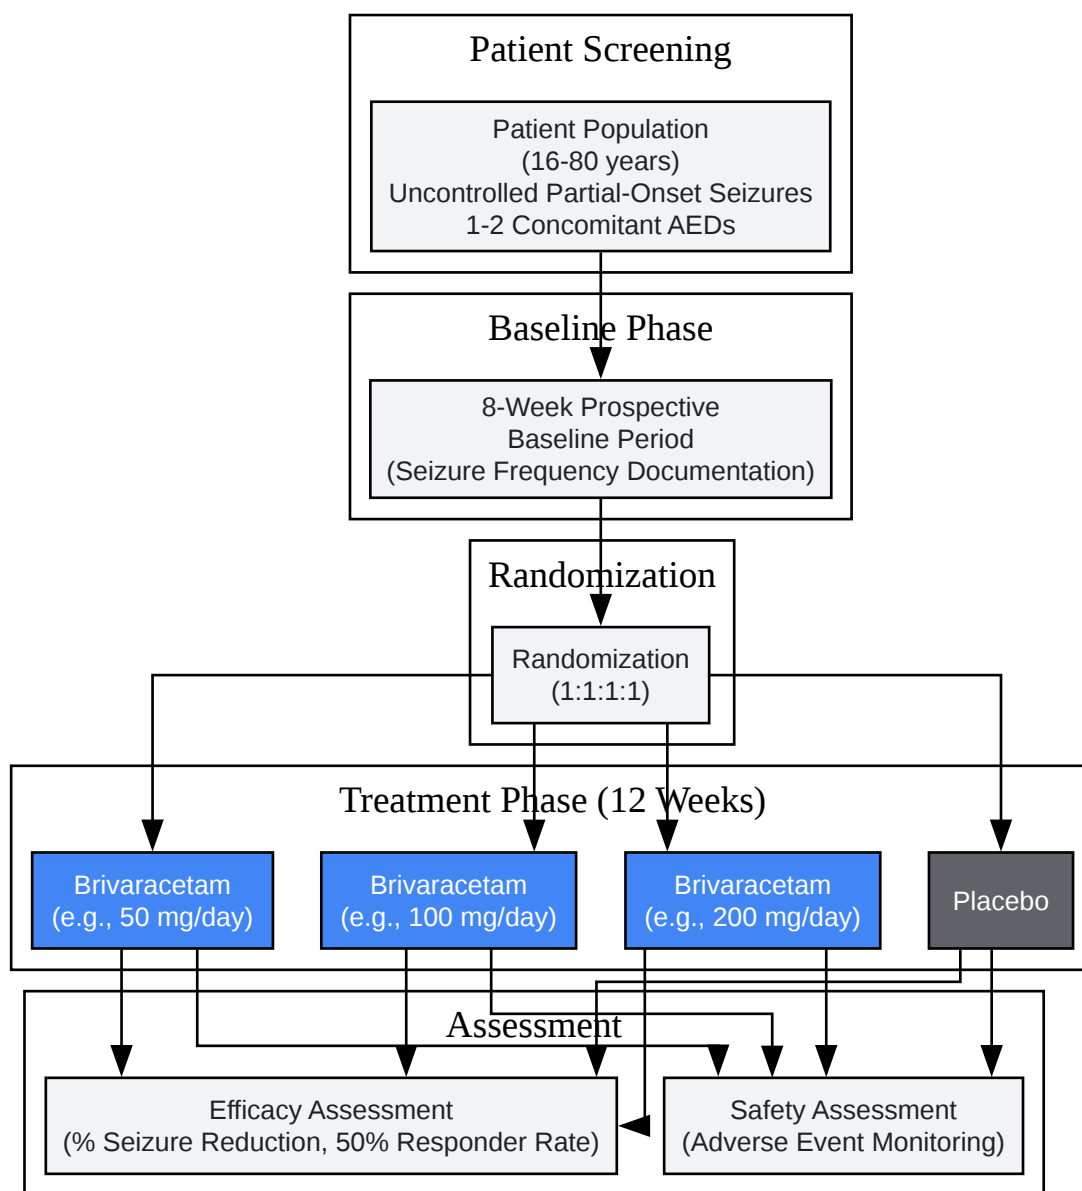 Patient Screening
Patient Population
(16-80 years)
Uncontrolled Partial-Onset Seizures
1-2 Concomitant AEDs
Baseline Phase
8-Week Prospective
Baseline Period
(Seizure Frequency Documentation)
Randomization
Randomization
(1:1:1:1)
Treatment Phase (12 Weeks)
Brivaracetam
(e.g., 50 mg/day)
Brivaracetam
(e.g., 100 mg/day)
Brivaracetam
(e.g., 200 mg/day)
Placebo
Assessment
Efficacy Assessment
(% Seizure Reduction, 50% Responder Rate)
Safety Assessment
(Adverse Event Monitoring)